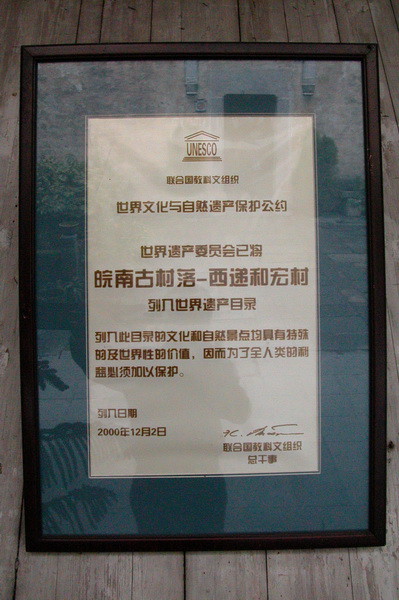 UNESCO
联合国教科文组织
世界文化与自然遗产保护公约
世界遗产委员会已将
皖南古村落-西递和宏村
列入世界遗产目录
列入此目录的文化和自然景点均具有特殊
的及世界性的价值，因而为了全人类的利
益必须加以保护。
列入日期
2000年12月2日
联合国教科文组织
总干事